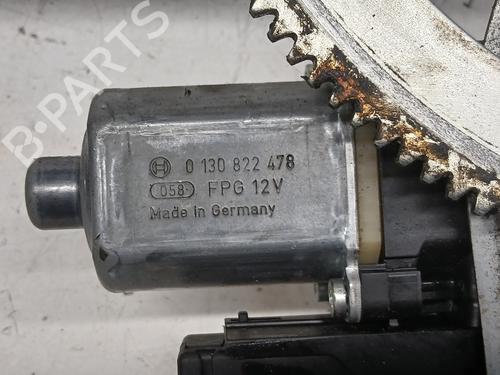 B-PARTS
0 130 822 478
058 FPG 12V
Made in Germany